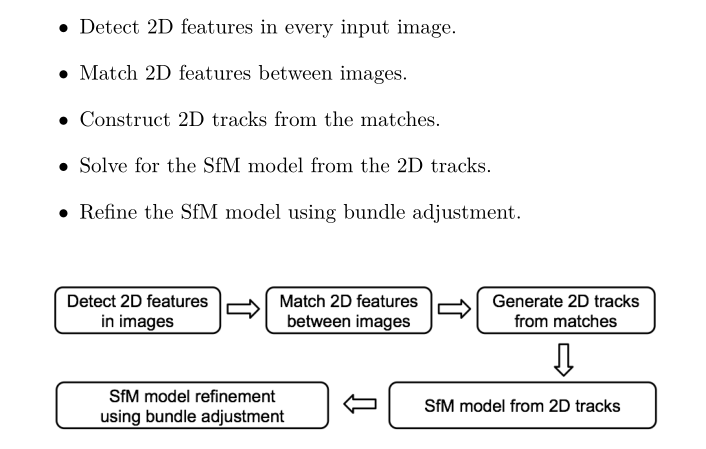 • Detect 2D features in every input image.
• Match 2D features between images.
• Construct 2D tracks from the matches.
• Solve for the SfM model from the 2D tracks.
• Refine the SfM model using bundle adjustment.
Detect 2D features
in images
Match 2D features
between images
Generate 2D tracks
from matches
SfM model from 2D tracks
SfM model refinement
using bundle adjustment